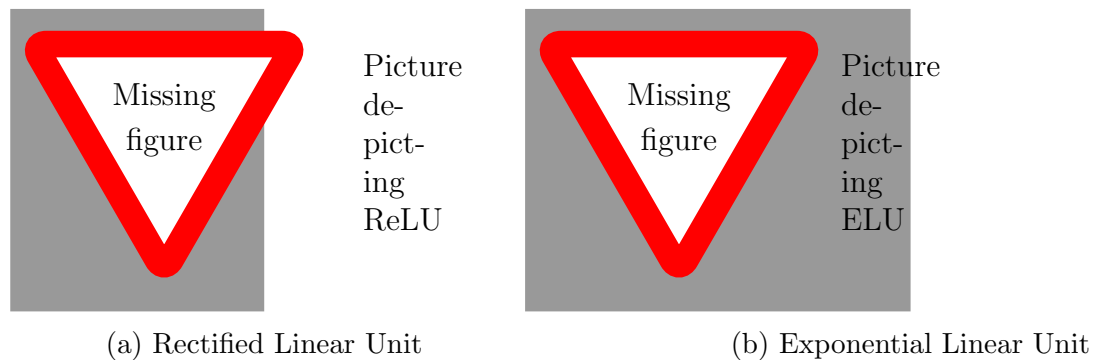 Missing
figure
Picture
de-
pict-
ing
ReLU
(a) Rectified Linear Unit
Missing
figure
Picture
de-
pict-
ing
ELU
(b) Exponential Linear Unit